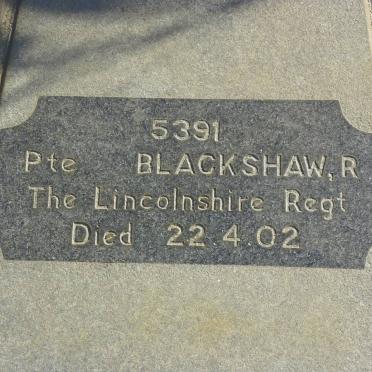 5391
Pte BLACKSHAW, R
The Lincolnshire Regt
Died 22.4.02